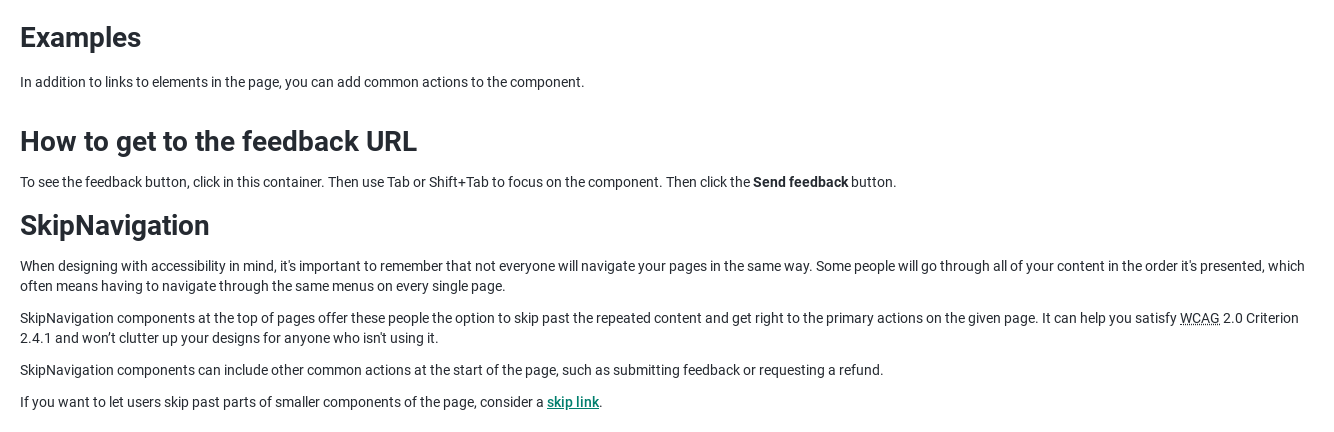 Examples
In addition to links to elements in the page, you can add common actions to the component.
How to get to the feedback URL
To see the feedback button, click in this container. Then use Tab or Shift+Tab to focus on the component. Then click the Send feedback button.
SkipNavigation
When designing with accessibility in mind, it's important to remember that not everyone will navigate your pages in the same way. Some people will go through all of your content in the order it's presented, which
often means having to navigate through the same menus on every single page.
SkipNavigation components at the top of pages offer these people the option to skip past the repeated content and get right to the primary actions on the given page. It can help you satisfy WCAG 2.0 Criterion
2.4.1 and won’t clutter up your designs for anyone who isn't using it.
SkipNavigation components can include other common actions at the start of the page, such as submitting feedback or requesting a refund.
If you want to let users skip past parts of smaller components of the page, consider a skip link.